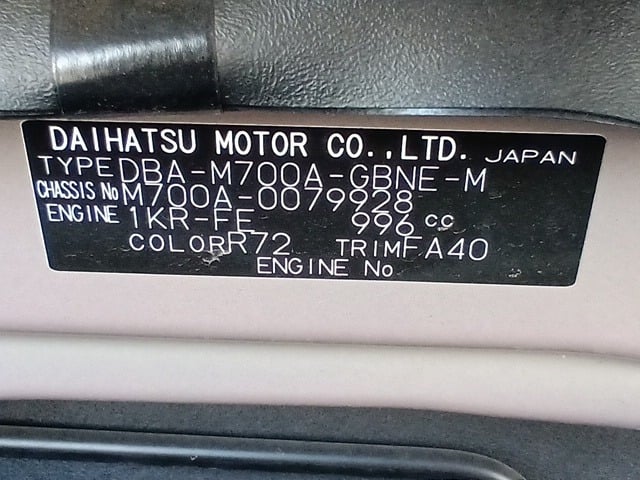 DAIHATSU MOTOR CO.,LTD. JAPAN
TYPE DBA-M700A-GBNE-M
CHASSIS No M700A-0079928
ENGINE 1KR-FE 996 cc
COLOR R72 TRIM FA40
ENGINE No